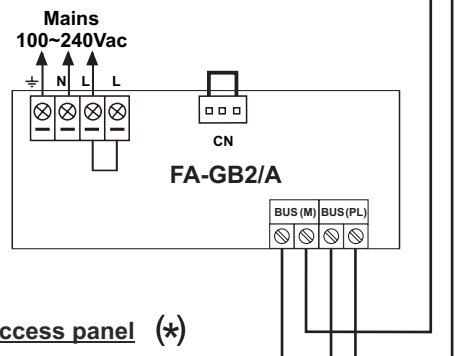 Mains
100~240Vac
N L L
CN
FA-GB2/A
BUS (M) BUS (PL)
ccess panel (*)